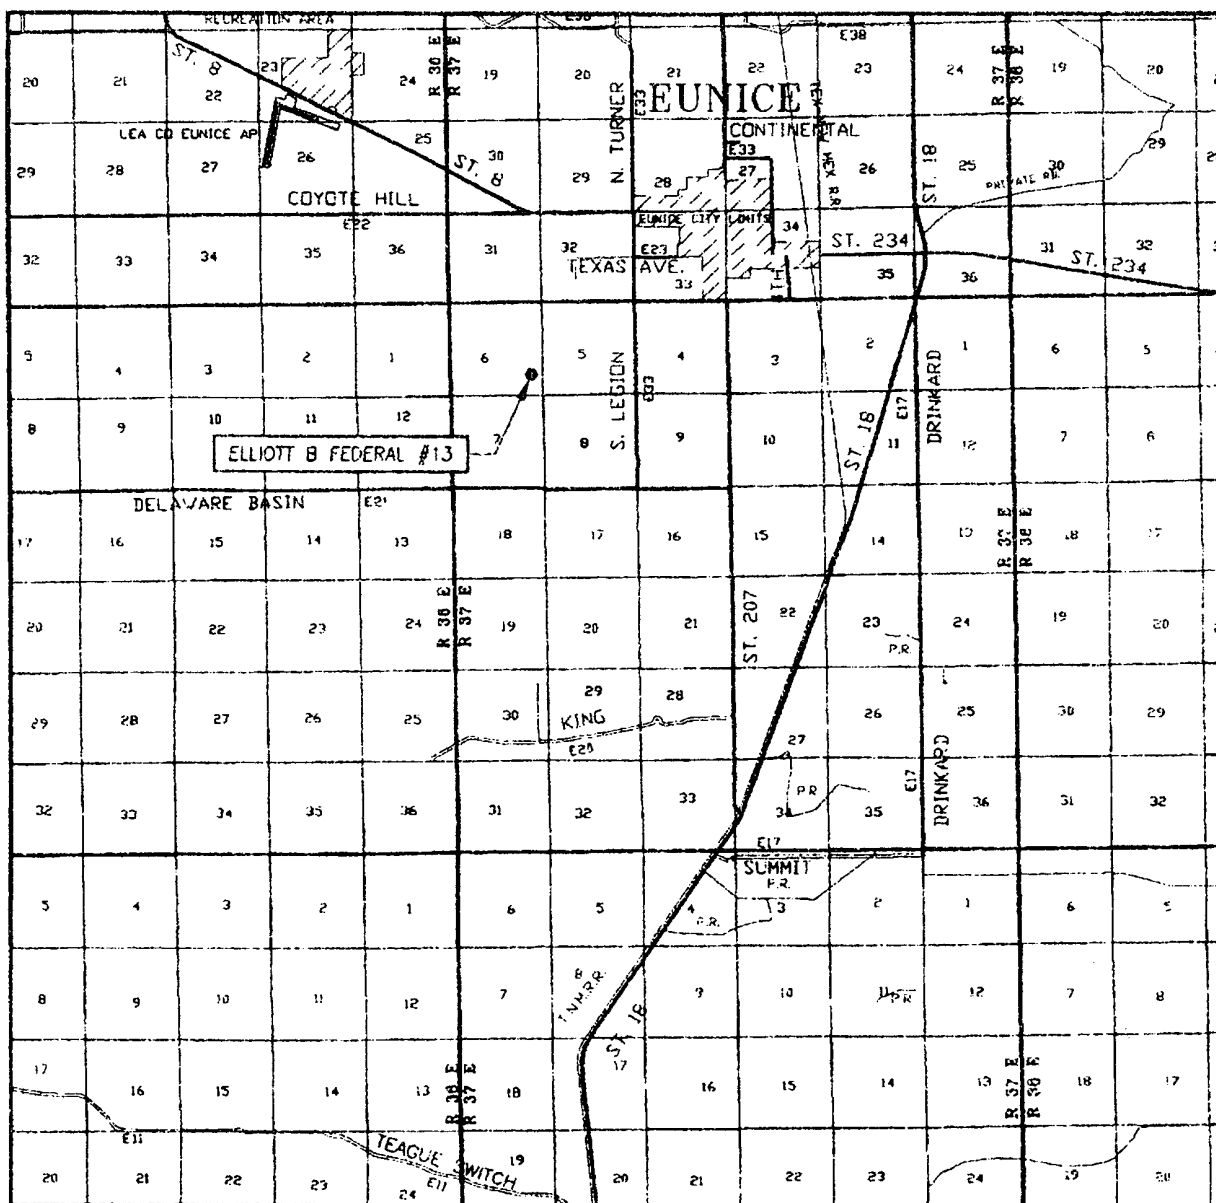 RECREATION AREA
E38
E38
ST. 8
23
R 36 E
R 37 E
R 37 E
R 38 E
20 21 22 24 19 20 21 22 23 24 19 20
EUNICE
N. TURNER
E33
LEA CO EUNICE AP
CONTINENTAL
E33
25
ST. 8
29 28 27 26 30 29 28 27 26 25 30 29
ST. 18
PRIVATE RD.
COYOTE HILL
E22
EUNICE CITY LIMITS
34
ST. 234
ST. 234
E23
TEXAS AVE.
8TH
32 33 34 35 36 31 32 33 35 36 31 32
5 4 3 2 1 6 5 4 3 2 1 6 5
S. LEGION
E33
DRINKARD
E17
ST. 18
8 9 10 11 12 7 8 9 10 11 12 7 6
ELLIOTT B FEDERAL #13
DELAWARE BASIN
E21
17 16 15 14 13 18 17 16 15 14 13 18 17
R 37 E
R 38 E
R 36 E
R 37 E
ST. 207
20 21 22 23 24 19 20 21 22 23 24 19 20
P.R.
29 28 27 26 25 30 29 28 27 26 25 30 29
KING
E20
32 33 34 35 36 31 32 33 34 35 36 31 32
P.R.
E17
DRINKARD
E17
SUMMIT
P.R.
P.R.
5 4 3 2 1 6 5 4 3 2 1 6 5
8 9 10 11 12 7 8 9 10 11 12 7 8
P.R.
T.N.M.R.R.
ST. 18
17 16 15 14 13 18 17 16 15 14 13 18 17
R 36 E
R 37 E
R 37 E
R 38 E
E11
TEAGUE SWITCH
E11
20 21 22 23 24 19 20 21 22 23 24 19 20